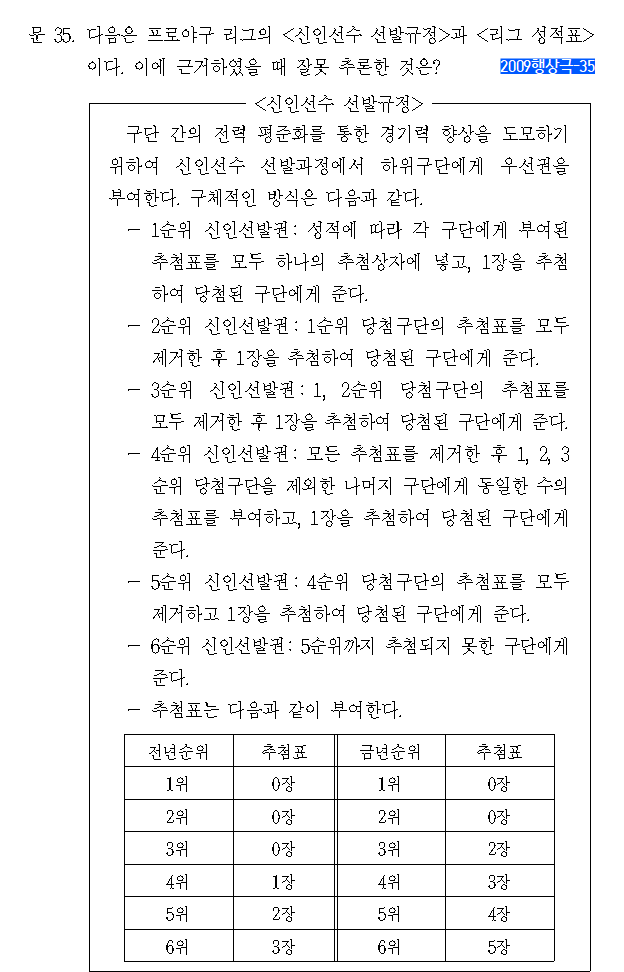 문 35. 다음은 프로야구 리그의 <신인선수 선발규정>과 <리그 성적표>
이다. 이에 근거하였을 때 잘못 추론한 것은? 2009행상극-35
<신인선수 선발규정>
구단 간의 전력 평준화를 통한 경기력 향상을 도모하기
위하여 신인선수 선발과정에서 하위구단에게 우선권을
부여한다. 구체적인 방식은 다음과 같다.
- 1순위 신인선발권: 성적에 따라 각 구단에게 부여된
추첨표를 모두 하나의 추첨상자에 넣고, 1장을 추첨
하여 당첨된 구단에게 준다.
- 2순위 신인선발권: 1순위 당첨구단의 추첨표를 모두
제거한 후 1장을 추첨하여 당첨된 구단에게 준다.
- 3순위 신인선발권: 1, 2순위 당첨구단의 추첨표를
모두 제거한 후 1장을 추첨하여 당첨된 구단에게 준다.
- 4순위 신인선발권: 모든 추첨표를 제거한 후 1, 2, 3
순위 당첨구단을 제외한 나머지 구단에게 동일한 수의
추첨표를 부여하고, 1장을 추첨하여 당첨된 구단에게
준다.
- 5순위 신인선발권: 4순위 당첨구단의 추첨표를 모두
제거하고 1장을 추첨하여 당첨된 구단에게 준다.
- 6순위 신인선발권: 5순위까지 추첨되지 못한 구단에게
준다.
- 추첨표는 다음과 같이 부여한다.
전년순위 추첨표 금년순위 추첨표
1위 0장 1위 0장
2위 0장 2위 0장
3위 0장 3위 2장
4위 1장 4위 3장
5위 2장 5위 4장
6위 3장 6위 5장